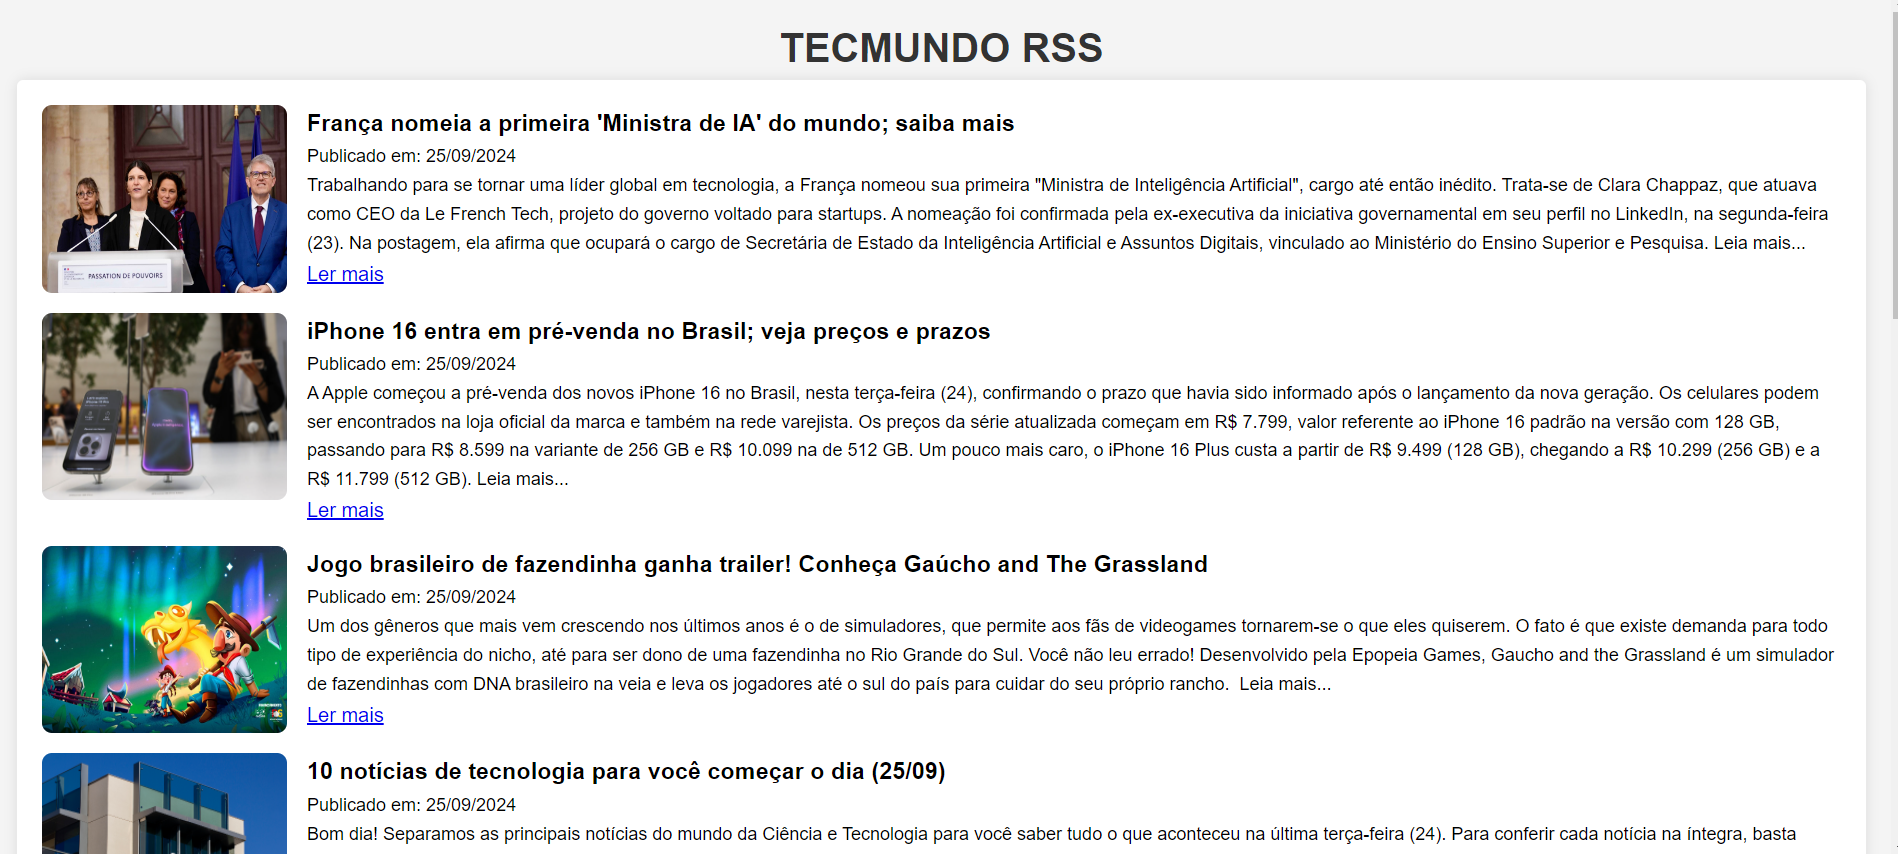 TECMUNDO RSS
França nomeia a primeira 'Ministra de IA' do mundo; saiba mais
Publicado em: 25/09/2024
Trabalhando para se tornar uma líder global em tecnologia, a França nomeou sua primeira "Ministra de Inteligência Artificial", cargo até então inédito. Trata-se de Clara Chappaz, que atuava
como CEO da Le French Tech, projeto do governo voltado para startups. A nomeação foi confirmada pela ex-executiva da iniciativa governamental em seu perfil no LinkedIn, na segunda-feira
(23). Na postagem, ela afirma que ocupará o cargo de Secretária de Estado da Inteligência Artificial e Assuntos Digitais, vinculado ao Ministério do Ensino Superior e Pesquisa. Leia mais...
Ler mais
PASSATION DE POUVOIRS
iPhone 16 entra em pré-venda no Brasil; veja preços e prazos
Publicado em: 25/09/2024
A Apple começou a pré-venda dos novos iPhone 16 no Brasil, nesta terça-feira (24), confirmando o prazo que havia sido informado após o lançamento da nova geração. Os celulares podem
ser encontrados na loja oficial da marca e também na rede varejista. Os preços da série atualizada começam em R$ 7.799, valor referente ao iPhone 16 padrão na versão com 128 GB,
passando para R$ 8.599 na variante de 256 GB e R$ 10.099 na de 512 GB. Um pouco mais caro, o iPhone 16 Plus custa a partir de R$ 9.499 (128 GB), chegando a R$ 10.299 (256 GB) e a
R$ 11.799 (512 GB). Leia mais...
Ler mais
Jogo brasileiro de fazendinha ganha trailer! Conheça Gaúcho and The Grassland
Publicado em: 25/09/2024
Um dos gêneros que mais vem crescendo nos últimos anos é o de simuladores, que permite aos fãs de videogames tornarem-se o que eles quiserem. O fato é que existe demanda para todo
tipo de experiência do nicho, até para ser dono de uma fazendinha no Rio Grande do Sul. Você não leu errado! Desenvolvido pela Epopeia Games, Gaucho and the Grassland é um simulador
de fazendinhas com DNA brasileiro na veia e leva os jogadores até o sul do país para cuidar do seu próprio rancho.  Leia mais...
Ler mais
10 notícias de tecnologia para você começar o dia (25/09)
Publicado em: 25/09/2024
Bom dia! Separamos as principais notícias do mundo da Ciência e Tecnologia para você saber tudo o que aconteceu na última terça-feira (24). Para conferir cada notícia na íntegra, basta